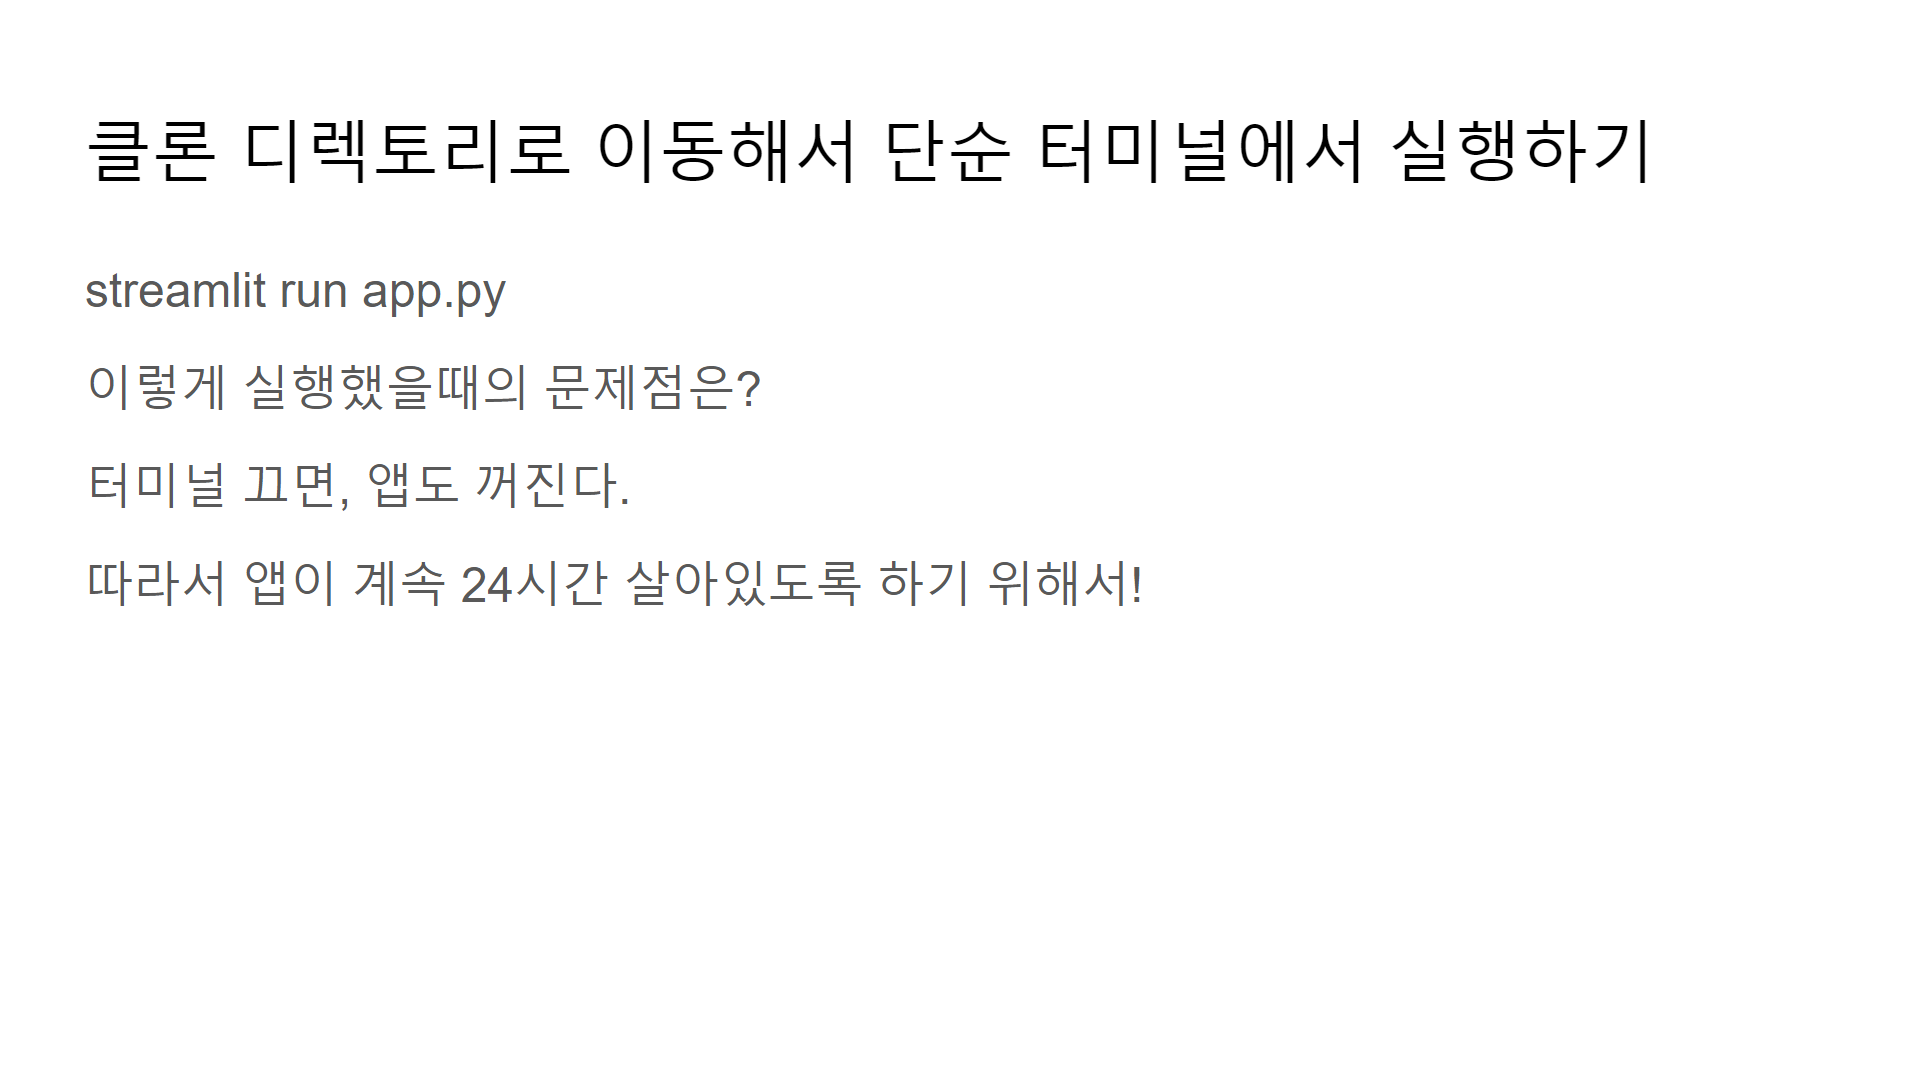 클론 디렉토리로 이동해서 단순 터미널에서 실행하기
streamlit run app.py
이렇게 실행했을때의 문제점은?
터미널 끄면, 앱도 꺼진다.
따라서 앱이 계속 24시간 살아있도록 하기 위해서!